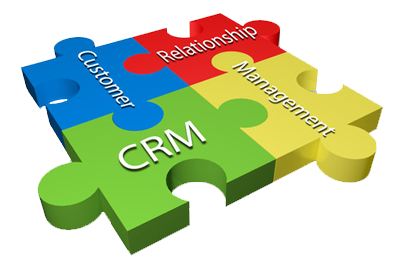 Customer
Relationship
Management
CRM